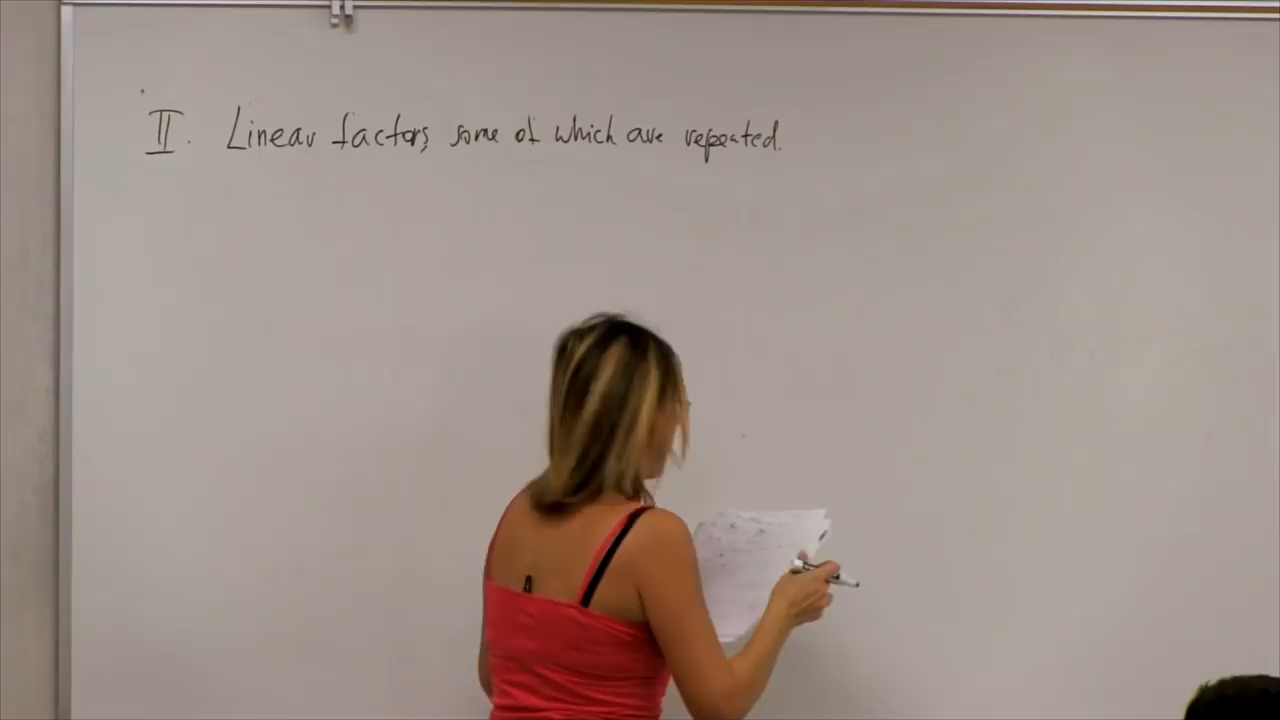 II. Linear factors, some of which are repeated.